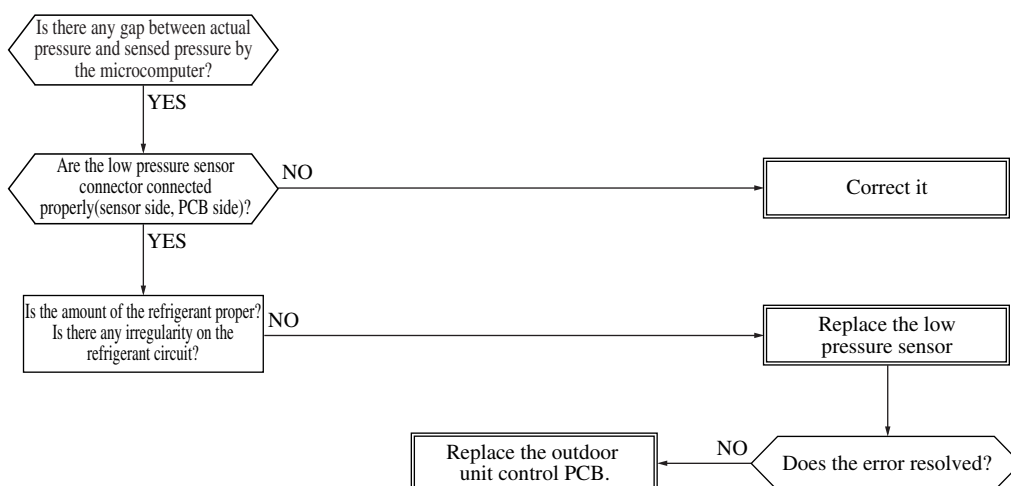 Is there any gap between actual
pressure and sensed pressure by
the microcomputer?
YES
Are the low pressure sensor
connector connected
properly(sensor side, PCB side)?
NO
Correct it
YES
Is the amount of the refrigerant proper?
Is there any irregularity on the
refrigerant circuit?
NO
Replace the low
pressure sensor
Does the error resolved?
NO
Replace the outdoor
unit control PCB.